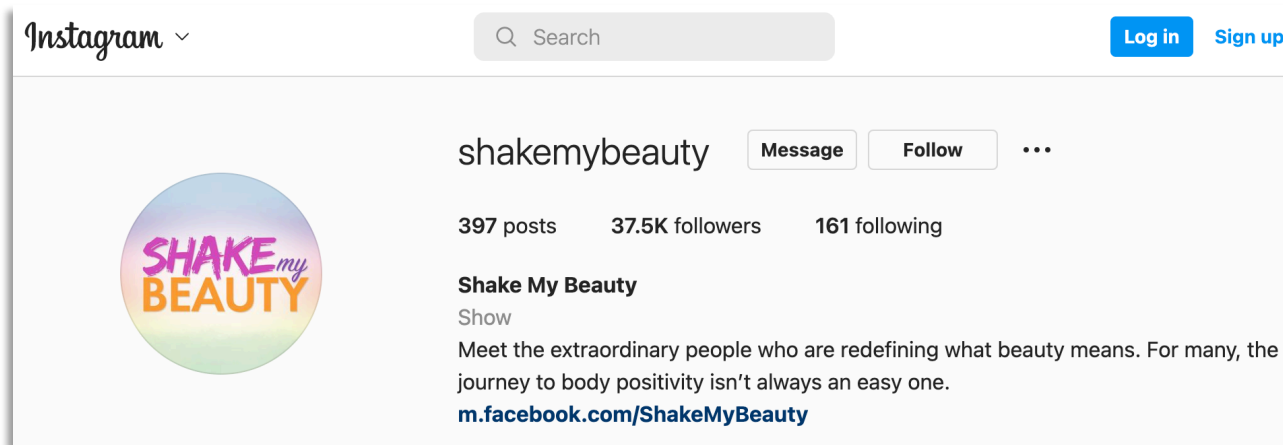 Instagram
Search
Log in Sign up
shakemybeauty Message Follow
397 posts 37.5K followers 161 following
SHAKE my
BEAUTY
Shake My Beauty
Show
Meet the extraordinary people who are redefining what beauty means. For many, the
journey to body positivity isn't always an easy one.
m.facebook.com/ShakeMyBeauty